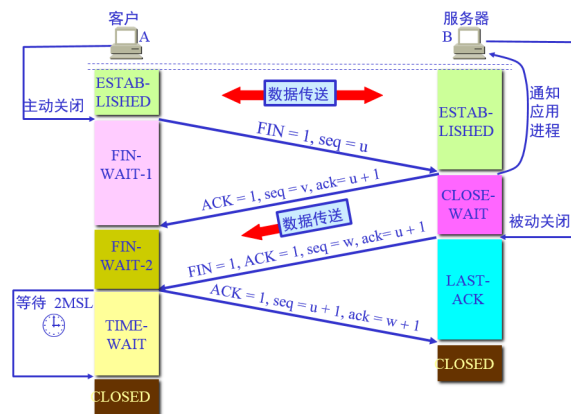 客户
A
服务器
B
ESTAB-
LISHED
主动关闭
数据传送
ESTAB-
LISHED
通知
应用
进程
FIN = 1, seq = u
FIN-
WAIT-1
ACK = 1, seq = v, ack= u + 1
CLOSE-
WAIT
数据传送
被动关闭
FIN-
WAIT-2
FIN = 1, ACK = 1, seq = w, ack= u + 1
LAST-
ACK
等待 2MSL
ACK = 1, seq = u + 1, ack = w + 1
TIME-
WAIT
CLOSED
CLOSED